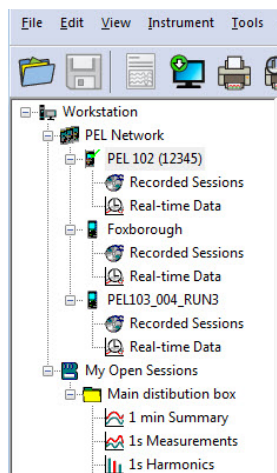 File Edit View Instrument Tools
Workstation
PEL Network
PEL 102 (12345)
Recorded Sessions
Real-time Data
Foxborough
Recorded Sessions
Real-time Data
PEL103_004_RUN3
Recorded Sessions
Real-time Data
My Open Sessions
Main distibution box
1 min Summary
1s Measurements
1s Harmonics